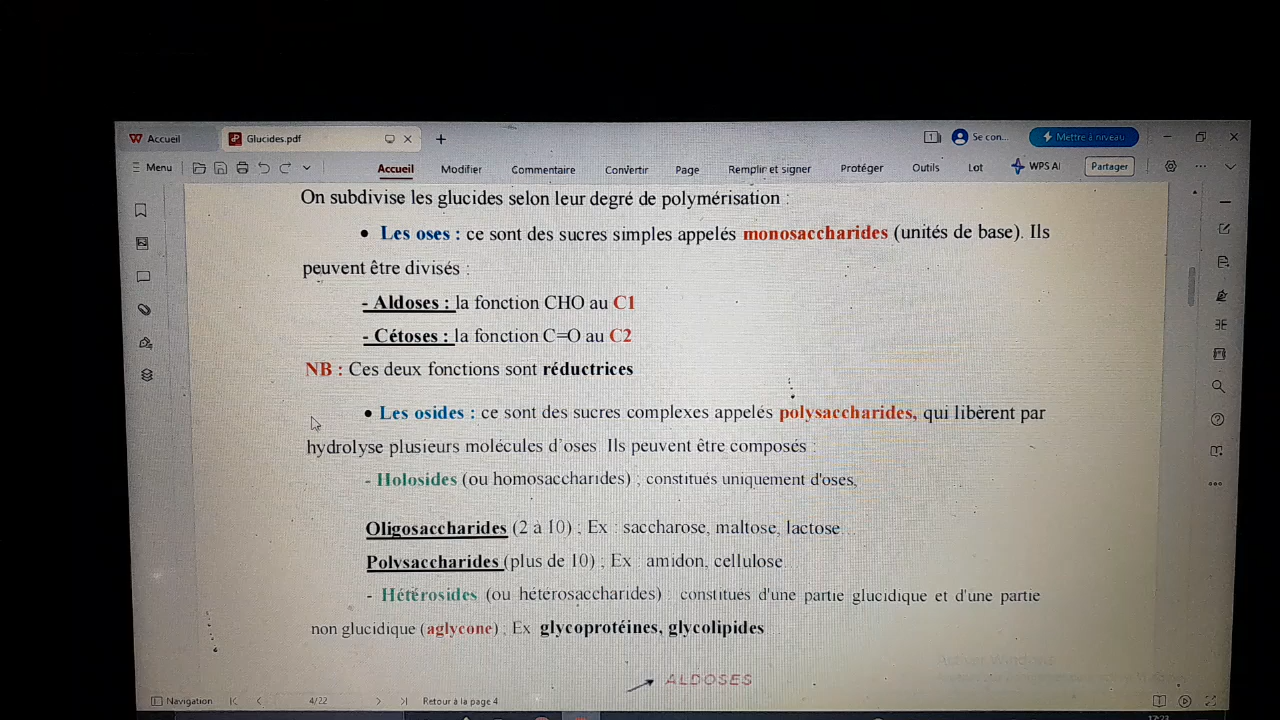 Accueil Glucides.pdf 1 Se con... Mettre à niveau
Menu Accueil Modifier Commentaire Convertir Page Remplir et signer Protéger Outils Lot WPS AI Partager
On subdivise les glucides selon leur degré de polymérisation :
• Les oses : ce sont des sucres simples appelés monosaccharides (unités de base). Ils
peuvent être divisés :
- Aldoses : la fonction CHO au C1
- Cétoses : la fonction C=O au C2
NB : Ces deux fonctions sont réductrices
• Les osides : ce sont des sucres complexes appelés polysaccharides, qui libèrent par
hydrolyse plusieurs molécules d'oses Ils peuvent être composés :
- Holosides (ou homosaccharides) ; constitués uniquement d'oses,
Oligosaccharides (2 à 10) ; Ex : saccharose, maltose, lactose...
Polysaccharides (plus de 10) ; Ex : amidon, cellulose...
- Hétérosides (ou hétérosaccharides) : constitués d'une partie glucidique et d'une partie
non glucidique (aglycone) ; Ex glycoprotéines, glycolipides
ALDOSES
Navigation 4/22 Retour à la page 4